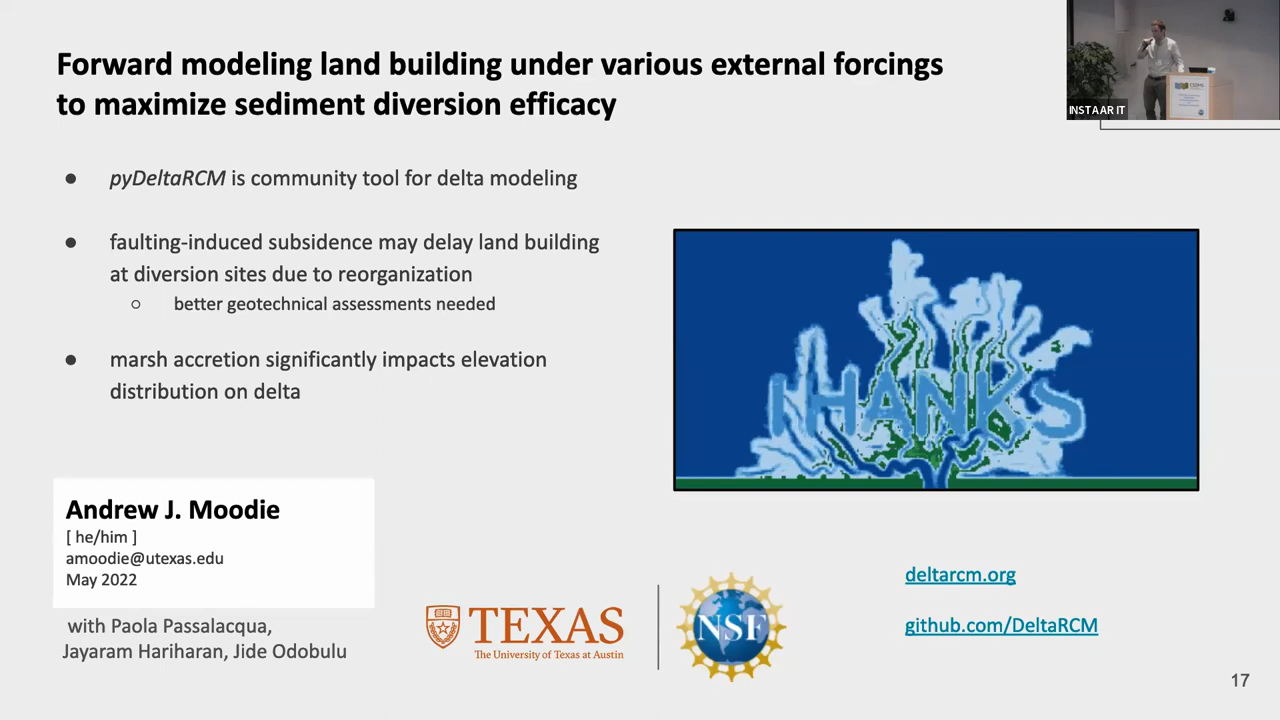 Forward modeling land building under various external forcings
to maximize sediment diversion efficacy
INSTAAR IT
● pyDeltaRCM is community tool for delta modeling
● faulting-induced subsidence may delay land building
at diversion sites due to reorganization
○ better geotechnical assessments needed
● marsh accretion significantly impacts elevation
distribution on delta
THANKS
Andrew J. Moodie
[ he/him ]
amoodie@utexas.edu
May 2022
with Paola Passalacqua,
Jayaram Hariharan, Jide Odobulu
TEXAS
The University of Texas at Austin
NSF
deltarcm.org
github.com/DeltaRCM
17